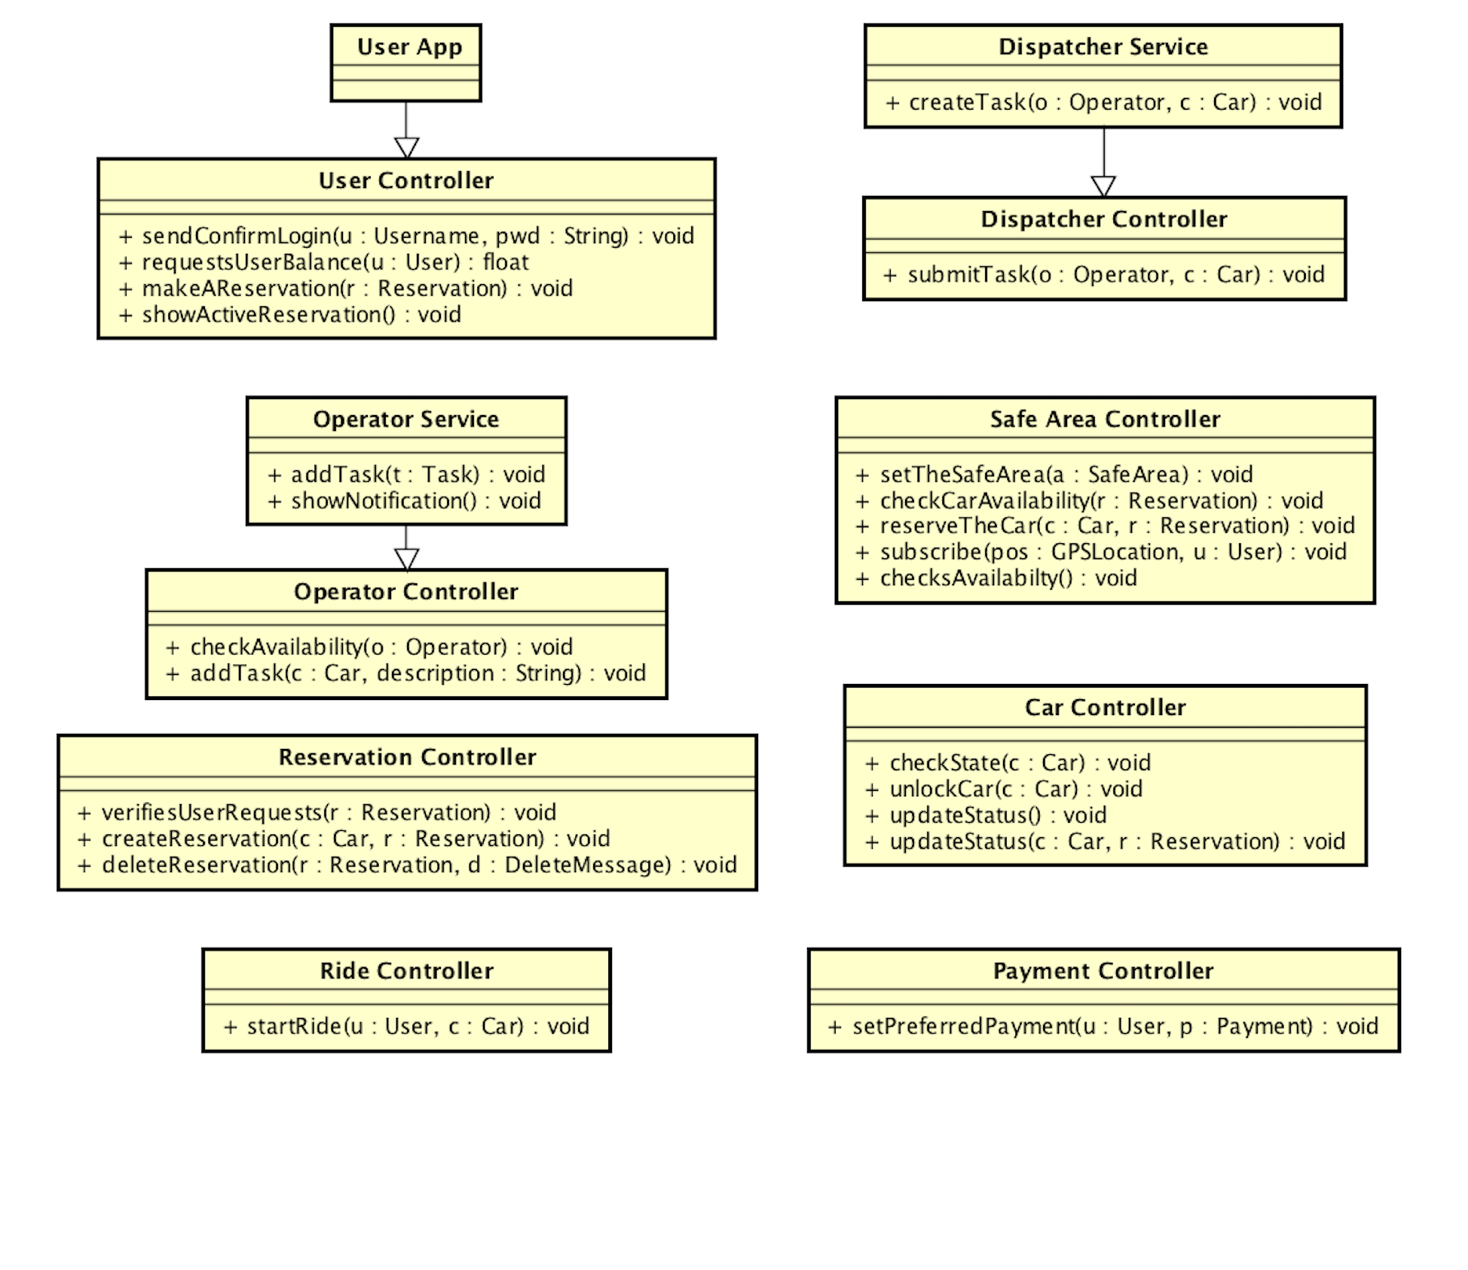 User App
User Controller
+ sendConfirmLogin(u : Username, pwd : String) : void
+ requestsUserBalance(u : User) : float
+ makeAReservation(r : Reservation) : void
+ showActiveReservation() : void
Dispatcher Service
+ createTask(o : Operator, c : Car) : void
Dispatcher Controller
+ submitTask(o : Operator, c : Car) : void
Operator Service
+ addTask(t : Task) : void
+ showNotification() : void
Operator Controller
+ checkAvailability(o : Operator) : void
+ addTask(c : Car, description : String) : void
Safe Area Controller
+ setTheSafeArea(a : SafeArea) : void
+ checkCarAvailability(r : Reservation) : void
+ reserveTheCar(c : Car, r : Reservation) : void
+ subscribe(pos : GPSLocation, u : User) : void
+ checksAvailabilty() : void
Reservation Controller
+ verifiesUserRequests(r : Reservation) : void
+ createReservation(c : Car, r : Reservation) : void
+ deleteReservation(r : Reservation, d : DeleteMessage) : void
Car Controller
+ checkState(c : Car) : void
+ unlockCar(c : Car) : void
+ updateStatus() : void
+ updateStatus(c : Car, r : Reservation) : void
Ride Controller
+ startRide(u : User, c : Car) : void
Payment Controller
+ setPreferredPayment(u : User, p : Payment) : void